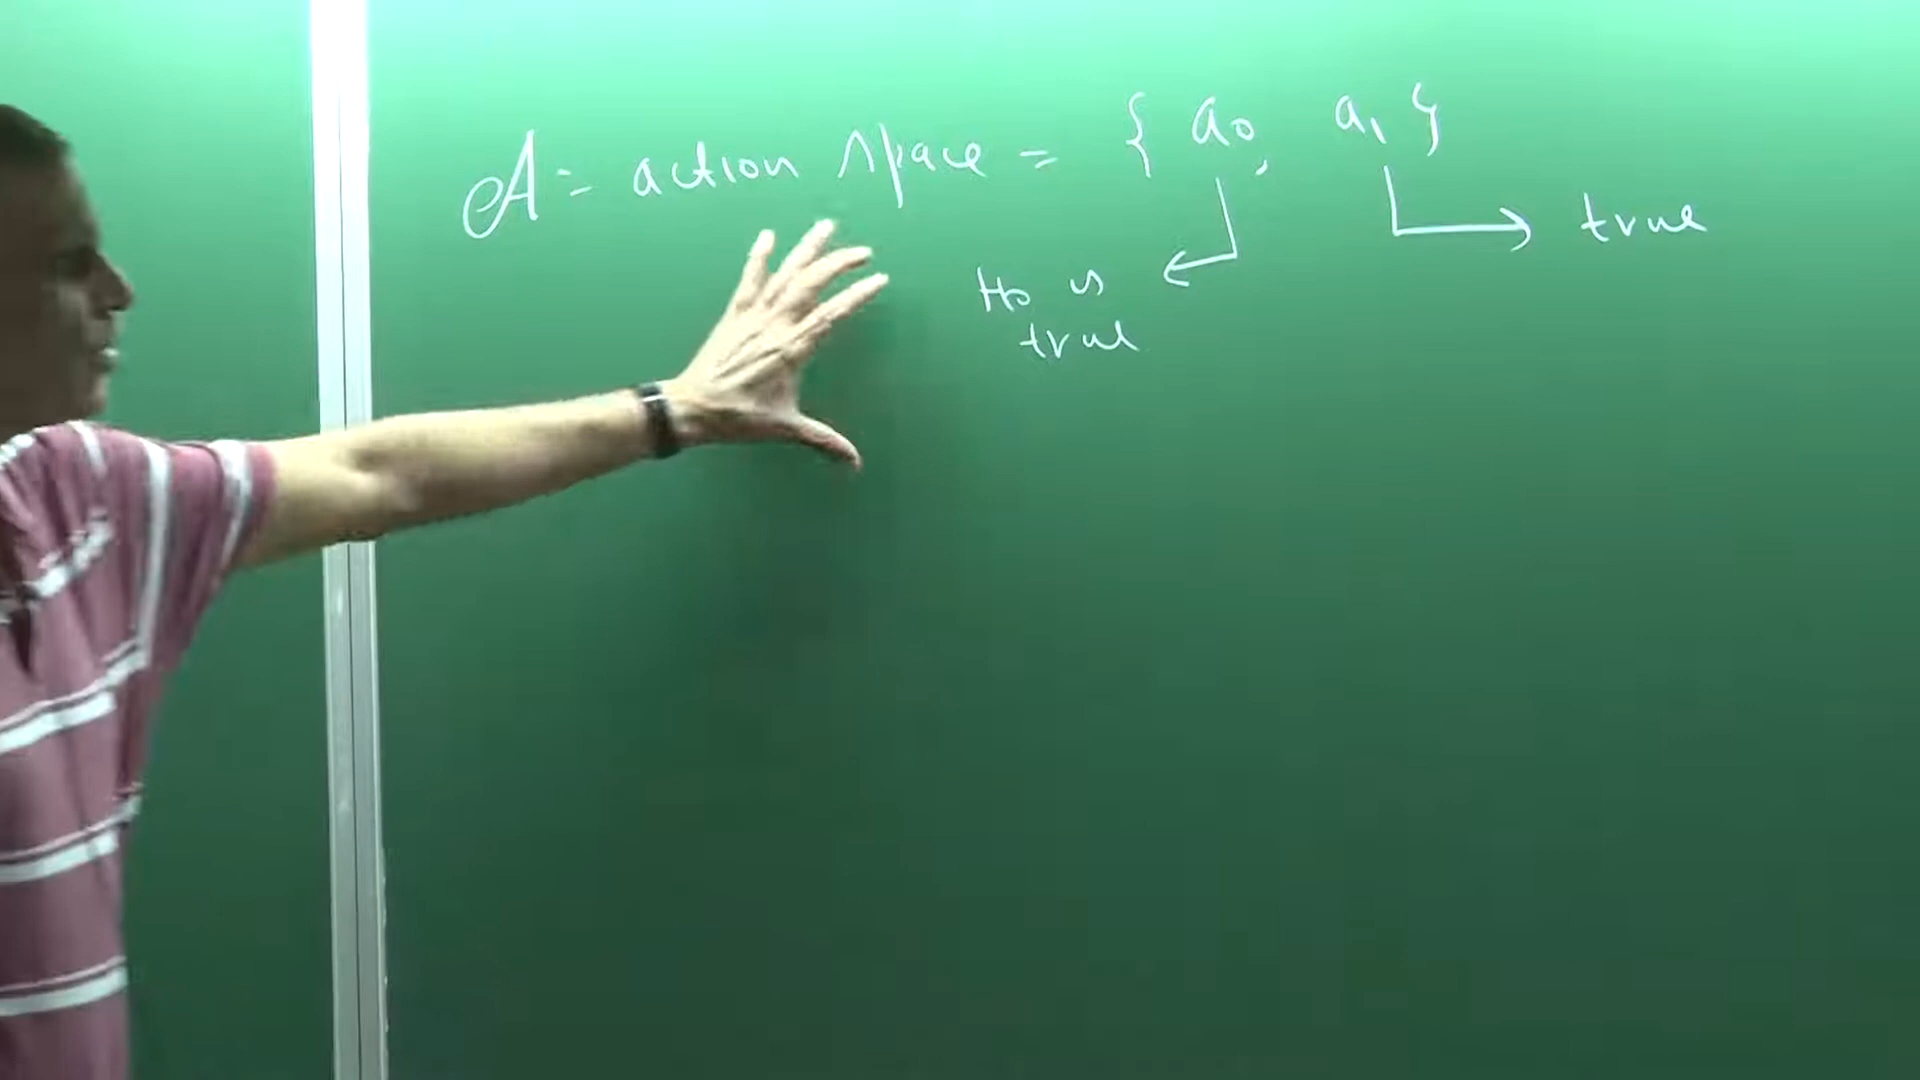 𝒜 = action space = { a₀, a₁ }
true
H₀ is
true